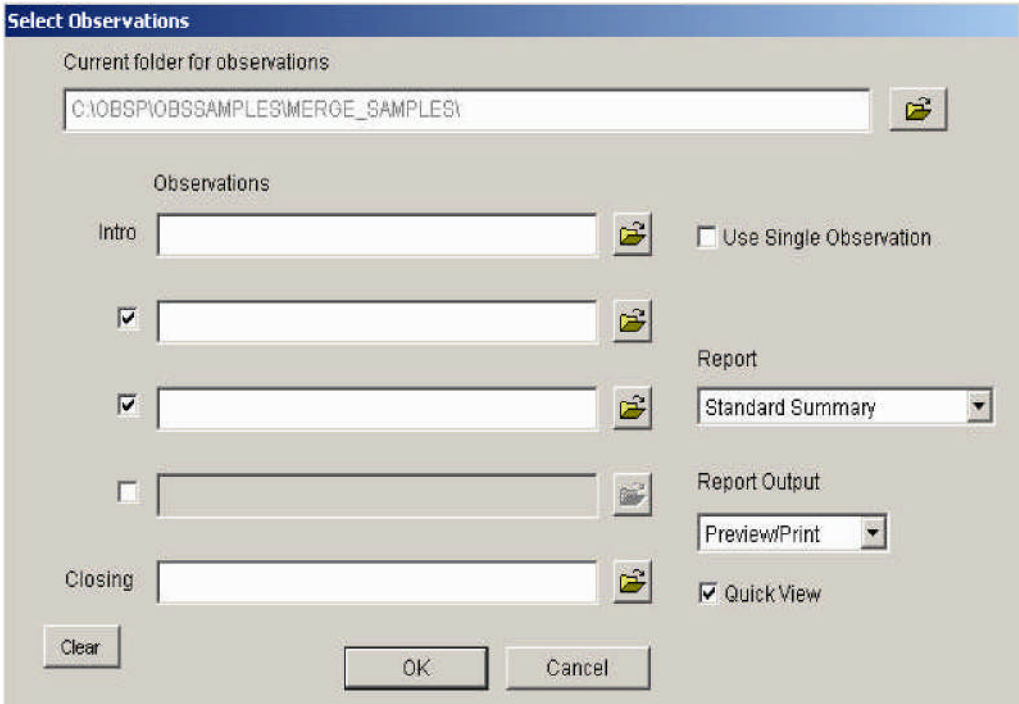 Select Observations
Current folder for observations
C:\OBSP\OBSSAMPLES\MERGE_SAMPLES\
Observations
Intro
Use Single Observation
Report
Standard Summary
Report Output
Preview/Print
Closing
Quick View
Clear
OK
Cancel